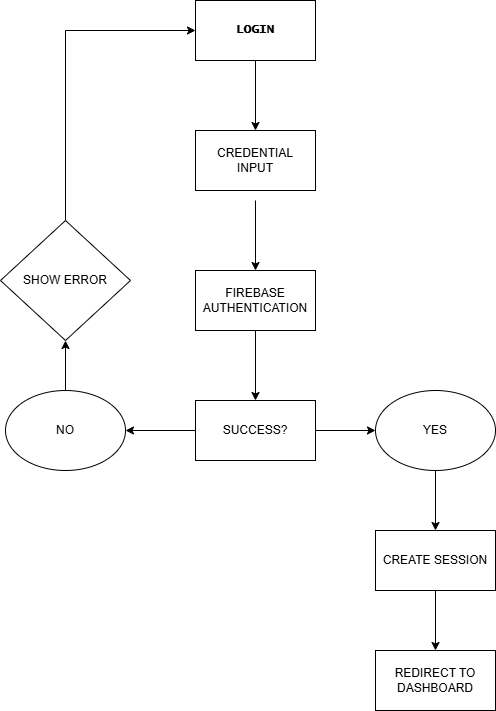 LOGIN
CREDENTIAL
INPUT
SHOW ERROR
FIREBASE
AUTHENTICATION
NO
SUCCESS?
YES
CREATE SESSION
REDIRECT TO
DASHBOARD